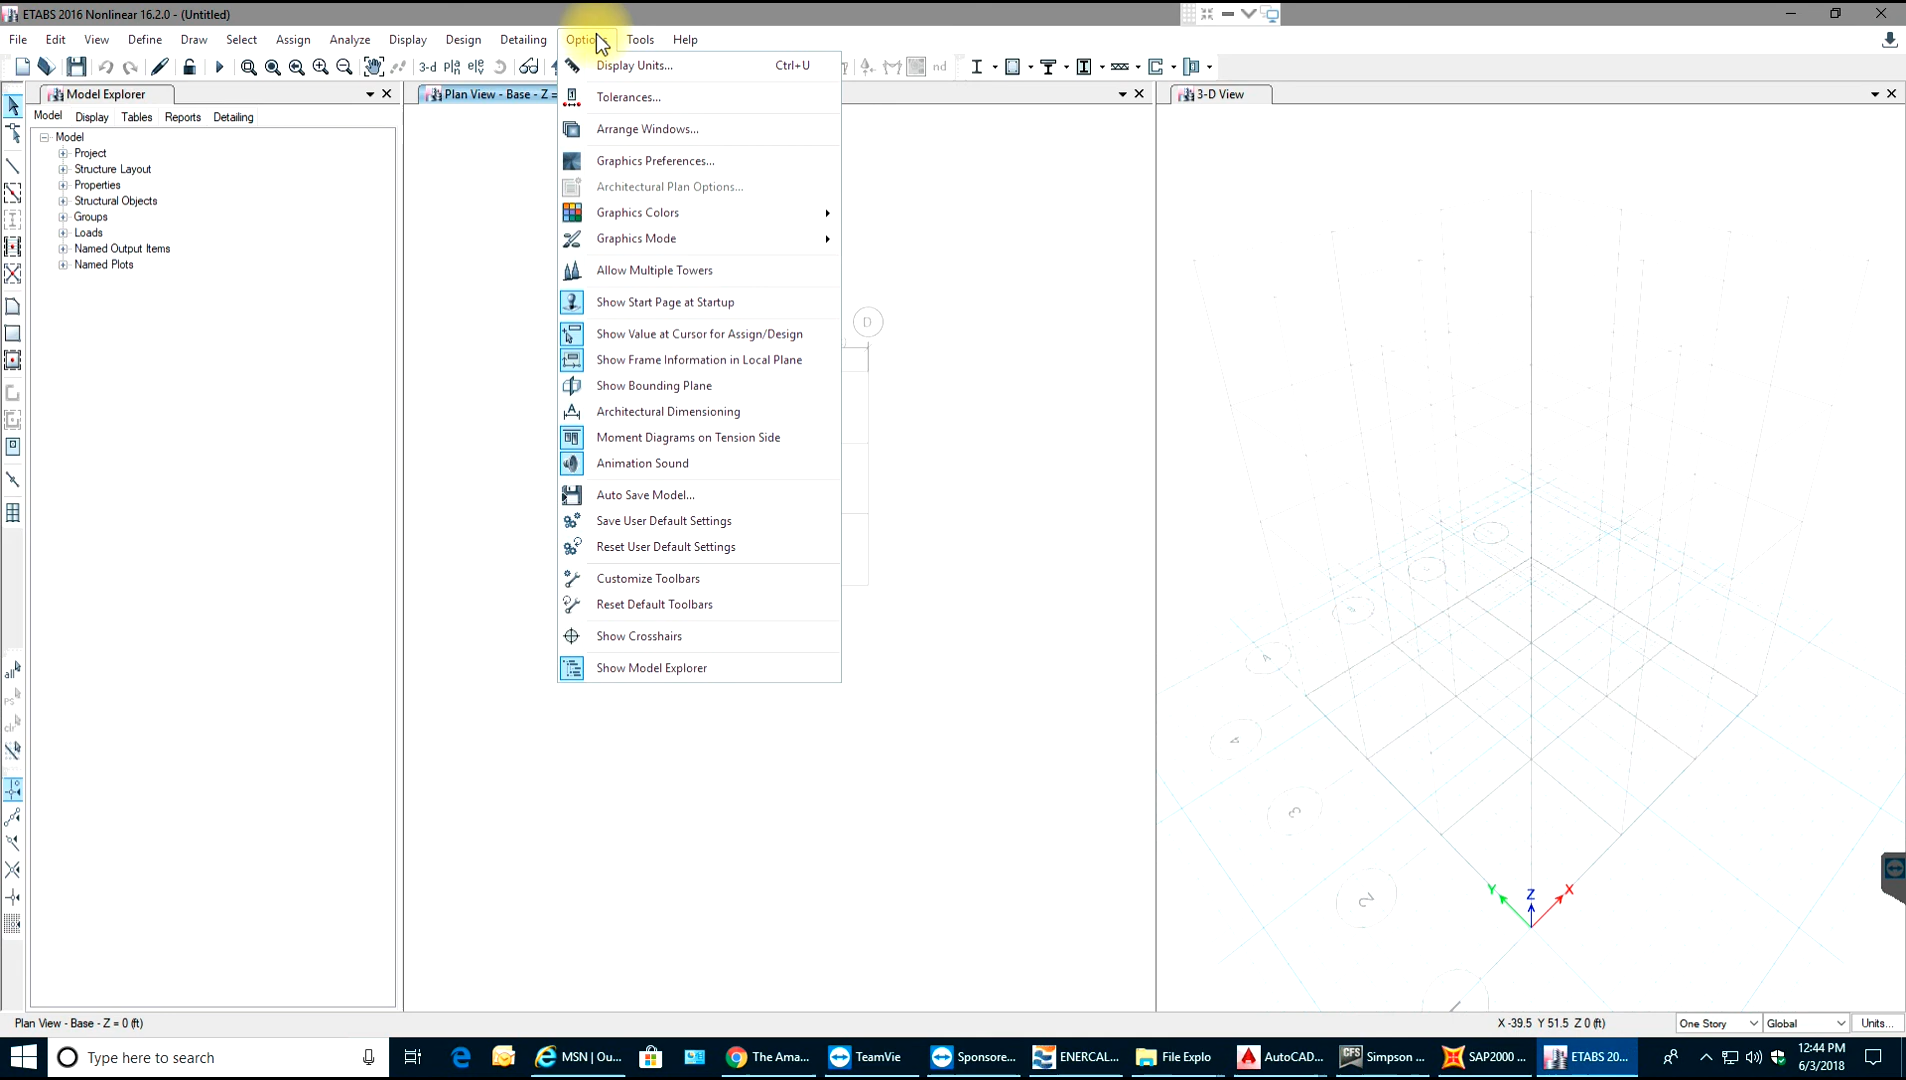 ETABS 2016 Nonlinear 16.2.0 - (Untitled)
File Edit View Define Draw Select Assign Analyze Display Design Detailing Options Tools Help
3-d
nd
Model Explorer
Model Display Tables Reports Detailing
Model
Project
Structure Layout
Properties
Structural Objects
Groups
Loads
Named Output Items
Named Plots
Plan View - Base - Z =
Display Units... Ctrl+U
Tolerances...
Arrange Windows...
Graphics Preferences...
Architectural Plan Options...
Graphics Colors
Graphics Mode
Allow Multiple Towers
Show Start Page at Startup
Show Value at Cursor for Assign/Design
Show Frame Information in Local Plane
Show Bounding Plane
Architectural Dimensioning
Moment Diagrams on Tension Side
Animation Sound
Auto Save Model...
Save User Default Settings
Reset User Default Settings
Customize Toolbars
Reset Default Toolbars
Show Crosshairs
Show Model Explorer
D
3-D View
A
4
3
2
Y Z X
all
ps
clr
Plan View - Base - Z = 0 (ft)
X -39.5 Y 51.5 Z 0 (ft)
One Story Global Units...
Type here to search
MSN | Ou...
The Ama...
TeamVie
Sponsore...
ENERCAL...
File Explo
AutoCAD...
Simpson ...
SAP2000 ...
ETABS 20...
12:44 PM
6/3/2018